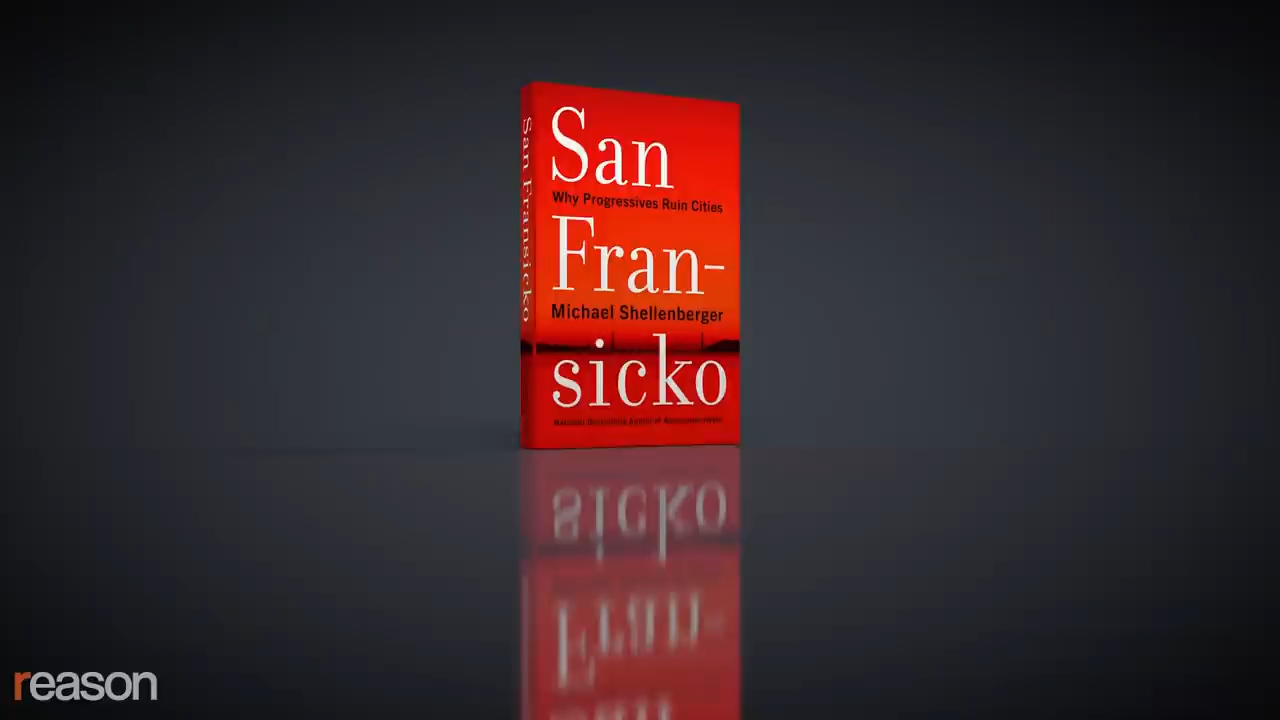 San
Why Progressives Ruin Cities
Fran-
Michael Shellenberger
sicko
San Fransicko
reason